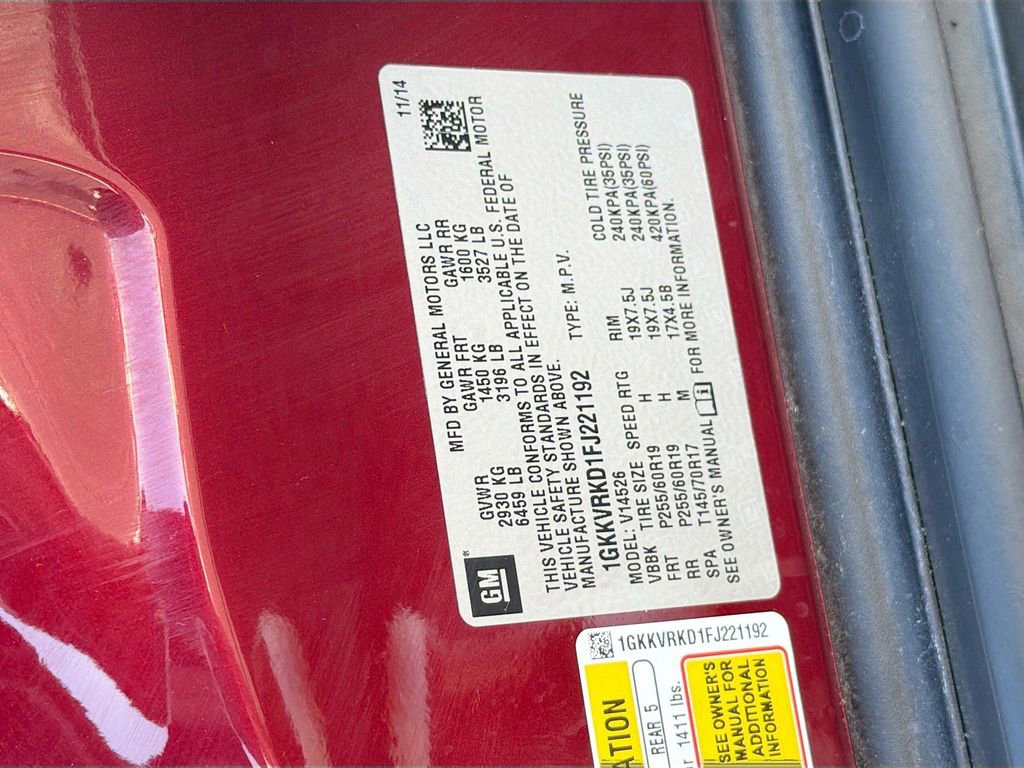 11/14
MFD BY GENERAL MOTORS LLC
GM®
GVWR GAWR FRT GAWR RR
2930 KG 1450 KG 1600 KG
6459 LB 3196 LB 3527 LB
THIS VEHICLE CONFORMS TO ALL APPLICABLE U.S. FEDERAL MOTOR
VEHICLE SAFETY STANDARDS IN EFFECT ON THE DATE OF
MANUFACTURE SHOWN ABOVE.
1GKKVRKD1FJ221192 TYPE: M.P.V.
MODEL: V14526
VBBK TIRE SIZE SPEED RTG RIM COLD TIRE PRESSURE
FRT P255/60R19 H 19X7.5J 240KPA(35PSI)
RR P255/60R19 H 19X7.5J 240KPA(35PSI)
SPA T145/70R17 M 17X4.5B 420KPA(60PSI)
SEE OWNER'S MANUAL i FOR MORE INFORMATION.
1GKKVRKD1FJ221192
ATION
REAR 5
1411 lbs.
SEE OWNER'S
MANUAL FOR
ADDITIONAL
INFORMATION